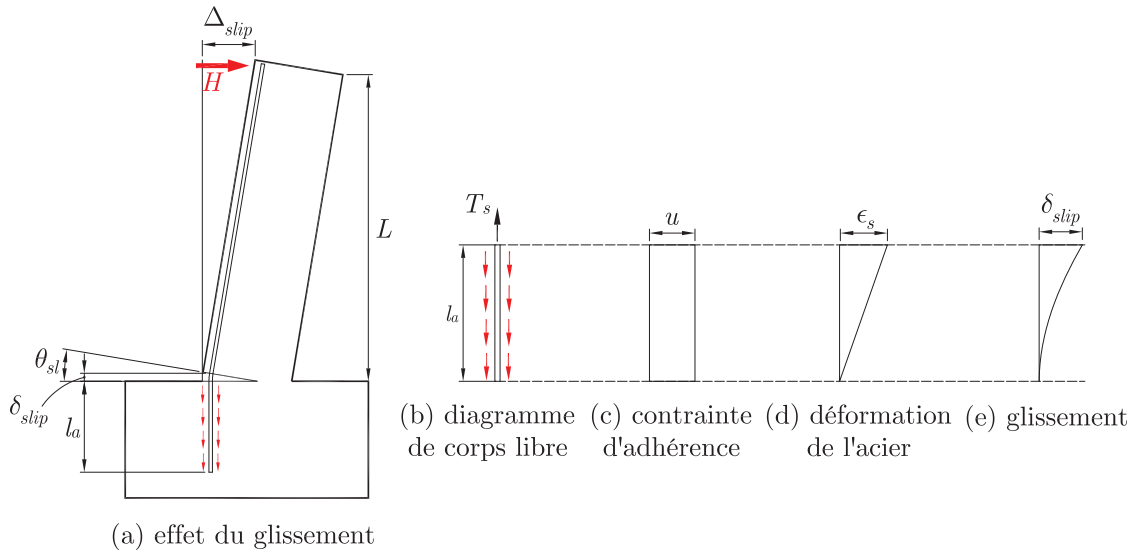 Δslip
H
L
θsl
δslip
la
(a) effet du glissement
Ts
la
(b) diagramme
de corps libre
u
(c) contrainte
d'adhérence
ϵs
(d) déformation
de l'acier
δslip
(e) glissement